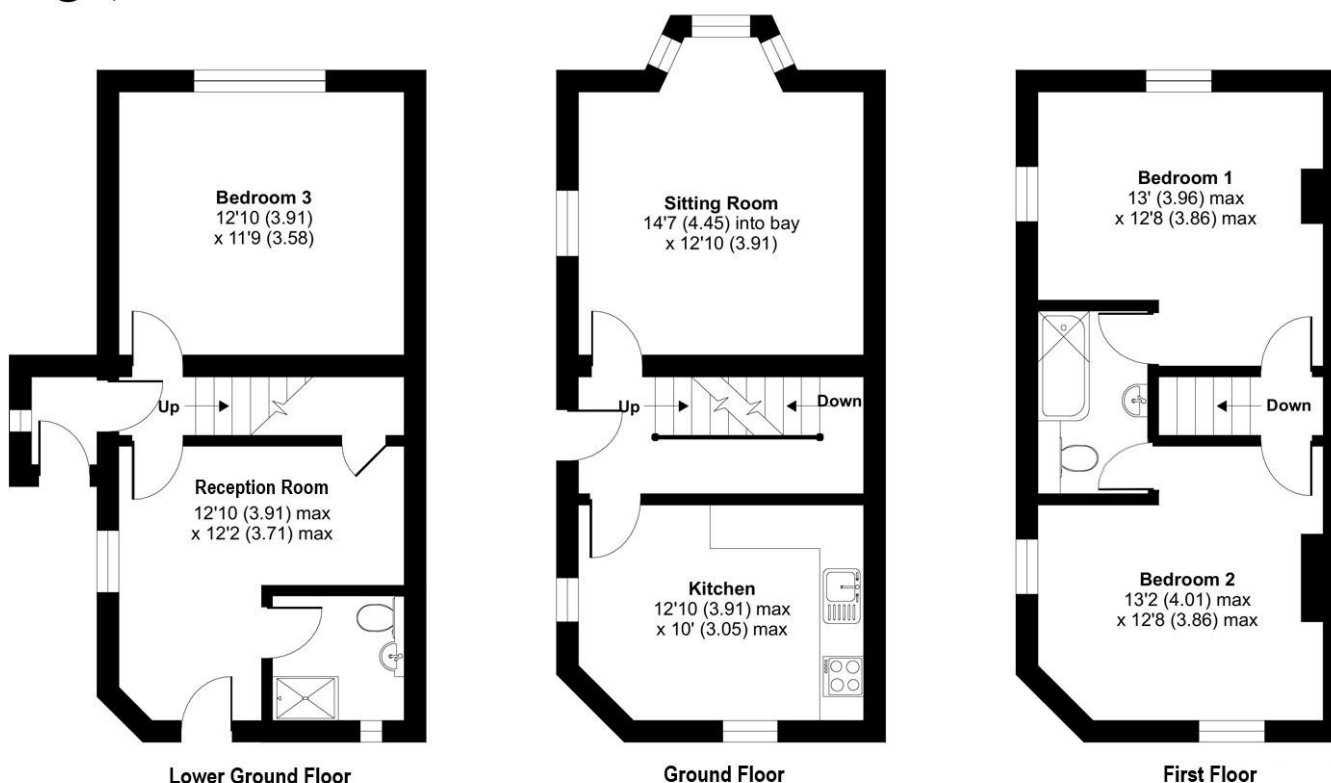 Bedroom 3
12'10 (3.91)
x 11'9 (3.58)
Up
Reception Room
12'10 (3.91) max
x 12'2 (3.71) max
Lower Ground Floor
Sitting Room
14'7 (4.45) into bay
x 12'10 (3.91)
Up
Down
Kitchen
12'10 (3.91) max
x 10' (3.05) max
Ground Floor
Bedroom 1
13' (3.96) max
x 12'8 (3.86) max
Down
Bedroom 2
13'2 (4.01) max
x 12'8 (3.86) max
First Floor